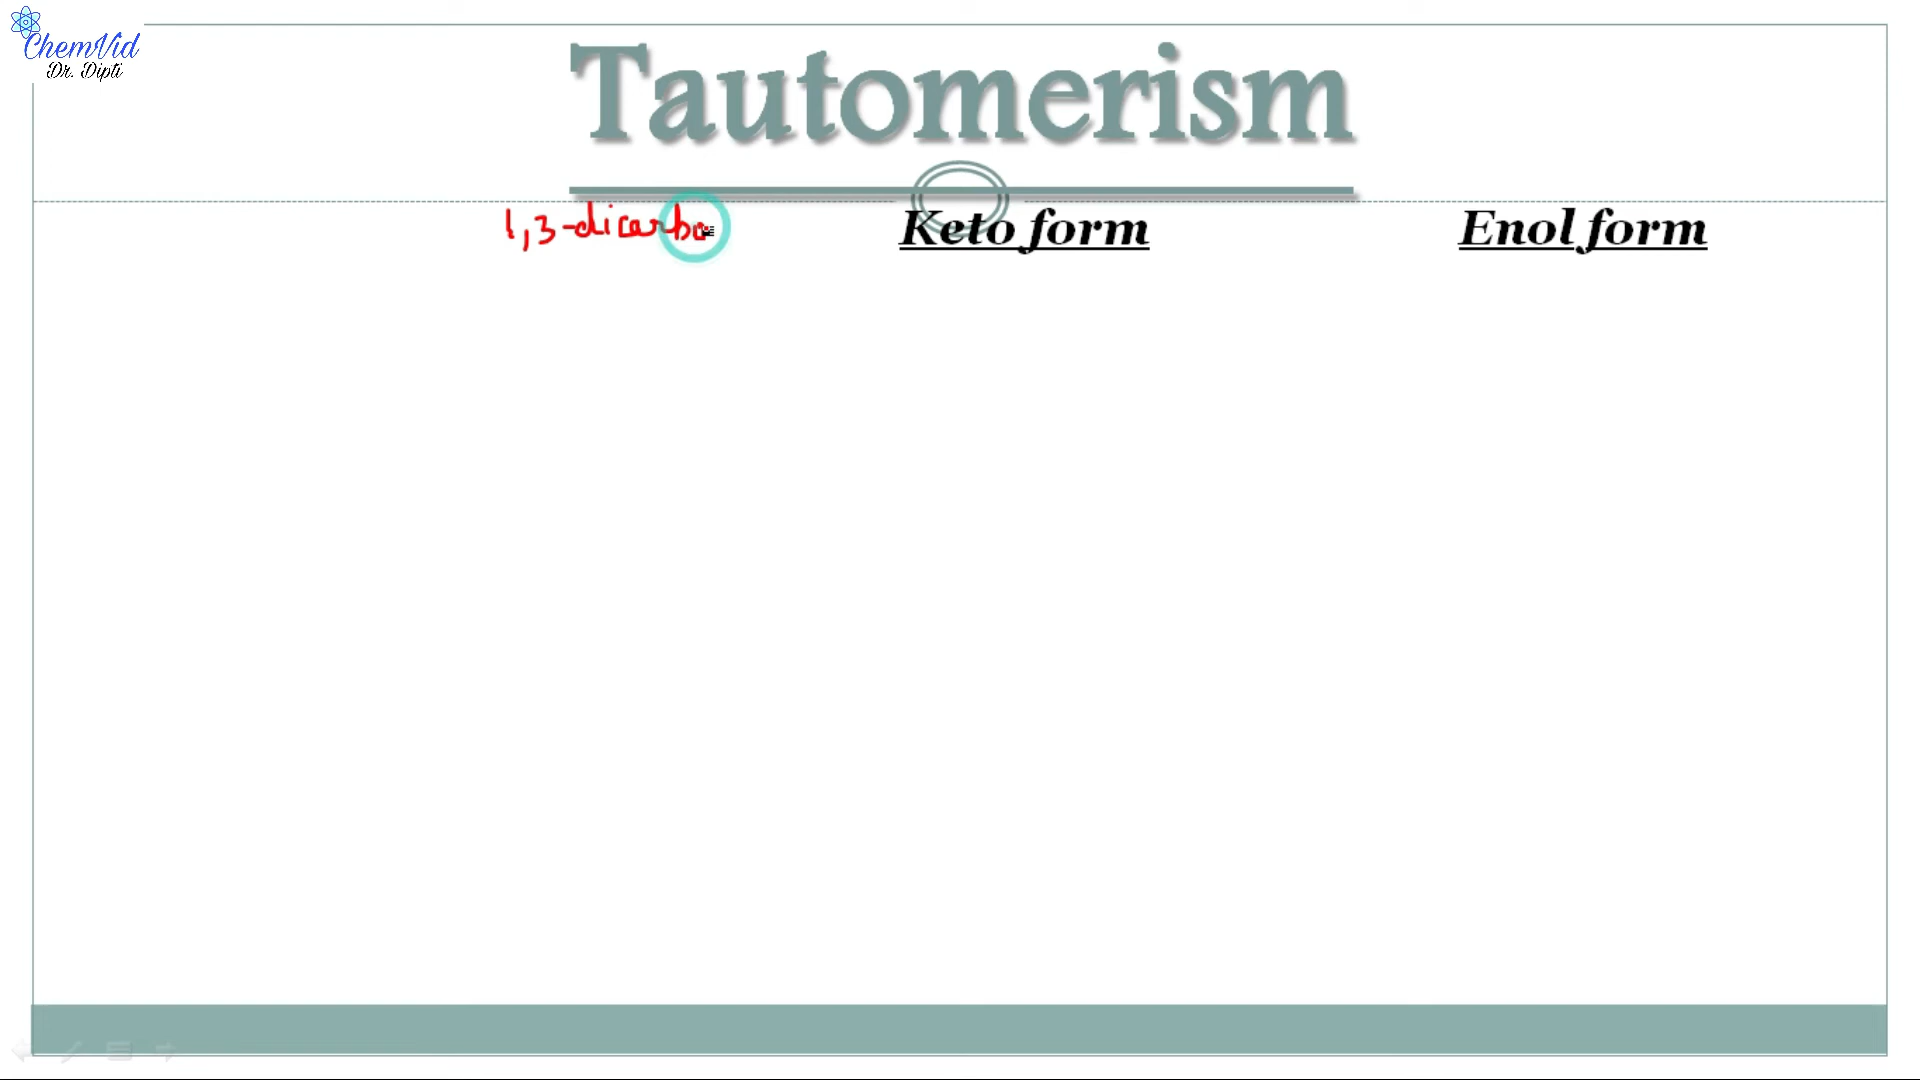 ChemVid
Dr. Dipti
Tautomerism
1,3-dicarbo Keto form Enol form